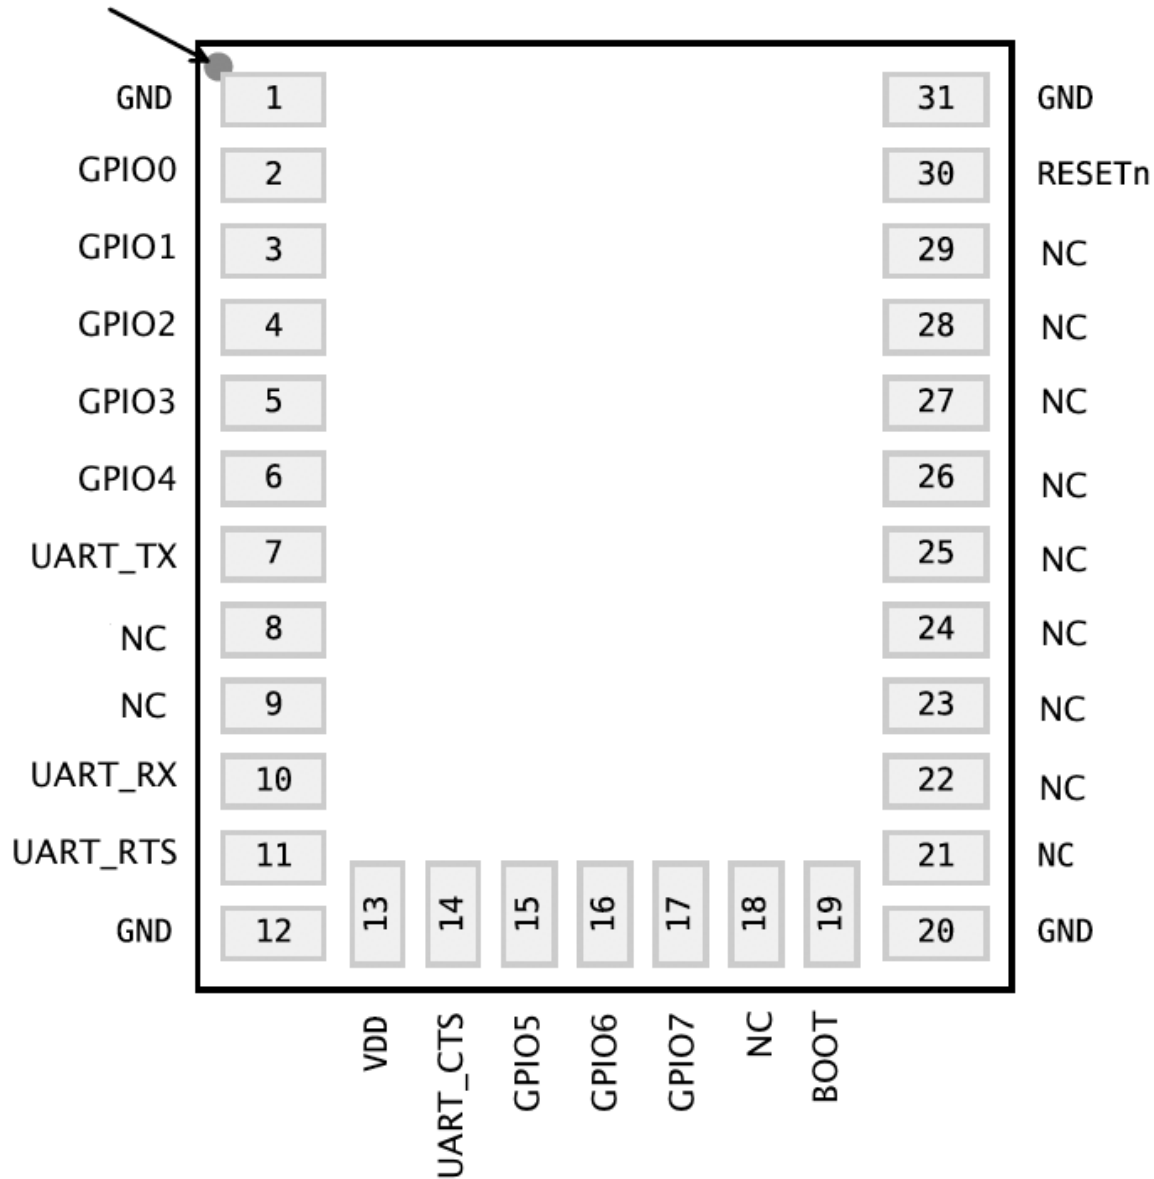 GND 1 31 GND
GPIO0 2 30 RESETn
GPIO1 3 29 NC
GPIO2 4 28 NC
GPIO3 5 27 NC
GPIO4 6 26 NC
UART_TX 7 25 NC
NC 8 24 NC
NC 9 23 NC
UART_RX 10 22 NC
UART_RTS 11 21 NC
GND 12 20 GND
13 14 15 16 17 18 19
VDD UART_CTS GPIO5 GPIO6 GPIO7 NC BOOT